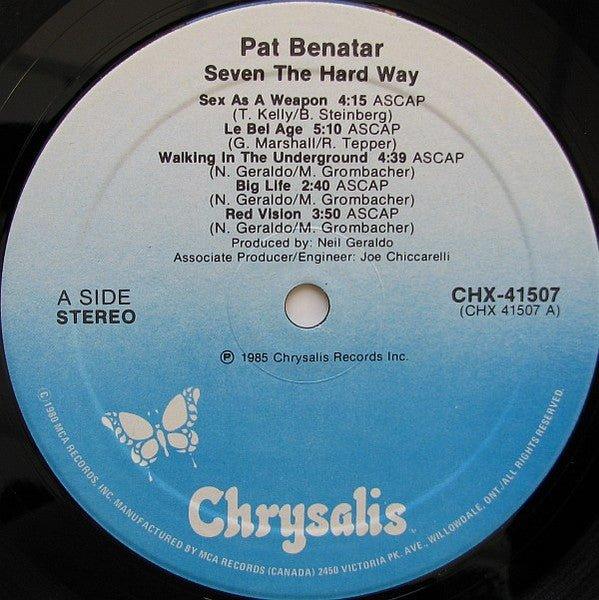 Pat Benatar
Seven The Hard Way
Sex As A Weapon 4:15 ASCAP
(T. Kelly/B. Steinberg)
Le Bel Age 5:10 ASCAP
(G. Marshall/R. Tepper)
Walking In The Underground 4:39 ASCAP
(N. Geraldo/M. Grombacher)
Big Life 2:40 ASCAP
(N. Geraldo/M. Grombacher)
Red Vision 3:50 ASCAP
(N. Geraldo/M. Grombacher)
Produced by: Neil Geraldo
Associate Producer/Engineer: Joe Chiccarelli
A SIDE
STEREO
CHX-41507
(CHX 41507 A)
℗ 1985 Chrysalis Records Inc.
Chrysalis
© 1980 MCA RECORDS, INC. MANUFACTURED BY MCA RECORDS (CANADA) 2450 VICTORIA PK. AVE., WILLOWDALE, ONT./ALL RIGHTS RESERVED.